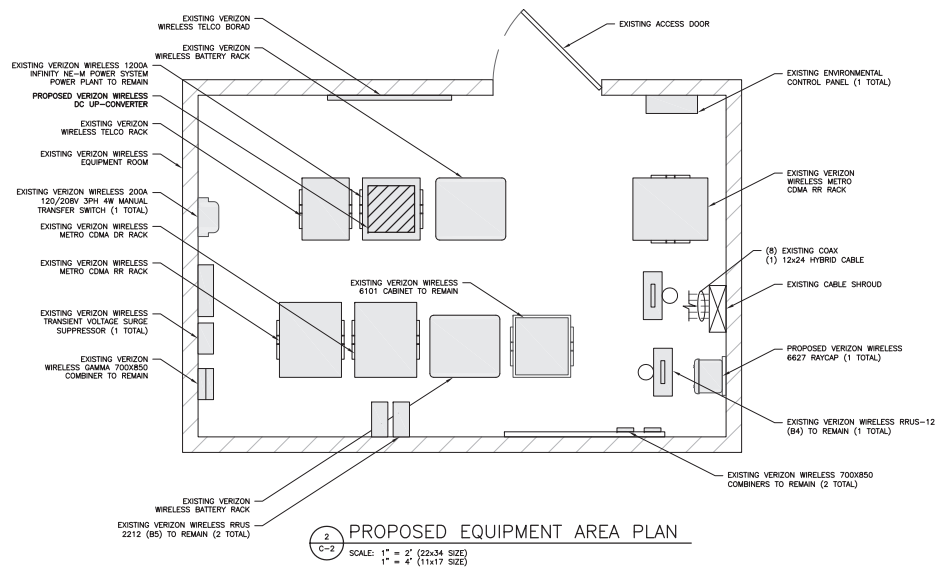 EXISTING VERIZON
WIRELESS TELCO BORAD
EXISTING VERIZON
WIRELESS BATTERY RACK
EXISTING VERIZON WIRELESS 1200A
INFINITY NE-M POWER SYSTEM
POWER PLANT TO REMAIN
PROPOSED VERIZON WIRELESS
DC UP-CONVERTER
EXISTING VERIZON
WIRELESS TELCO RACK
EXISTING VERIZON WIRELESS
EQUIPMENT ROOM
EXISTING VERIZON WIRELESS 200A
120/208V 3PH 4W MANUAL
TRANSFER SWITCH (1 TOTAL)
EXISTING VERIZON WIRELESS
METRO CDMA DR RACK
EXISTING VERIZON WIRELESS
METRO CDMA RR RACK
EXISTING VERIZON WIRELESS
TRANSIENT VOLTAGE SURGE
SUPPRESSOR (1 TOTAL)
EXISTING VERIZON
WIRELESS GAMMA 700X850
COMBINER TO REMAIN
EXISTING VERIZON
WIRELESS BATTERY RACK
EXISTING VERIZON WIRELESS RRUS
2212 (B5) TO REMAIN (2 TOTAL)
EXISTING VERIZON WIRELESS
6101 CABINET TO REMAIN
EXISTING ACCESS DOOR
EXISTING ENVIRONMENTAL
CONTROL PANEL (1 TOTAL)
EXISTING VERIZON
WIRELESS METRO
CDMA RR RACK
(8) EXISTING COAX
(1) 12x24 HYBRID CABLE
EXISTING CABLE SHROUD
PROPOSED VERIZON WIRELESS
6627 RAYCAP (1 TOTAL)
EXISTING VERIZON WIRELESS RRUS-12
(B4) TO REMAIN (1 TOTAL)
EXISTING VERIZON WIRELESS 700X850
COMBINERS TO REMAIN (2 TOTAL)
2
C-2
PROPOSED EQUIPMENT AREA PLAN
SCALE: 1" = 2' (22x34 SIZE)
1" = 4' (11x17 SIZE)